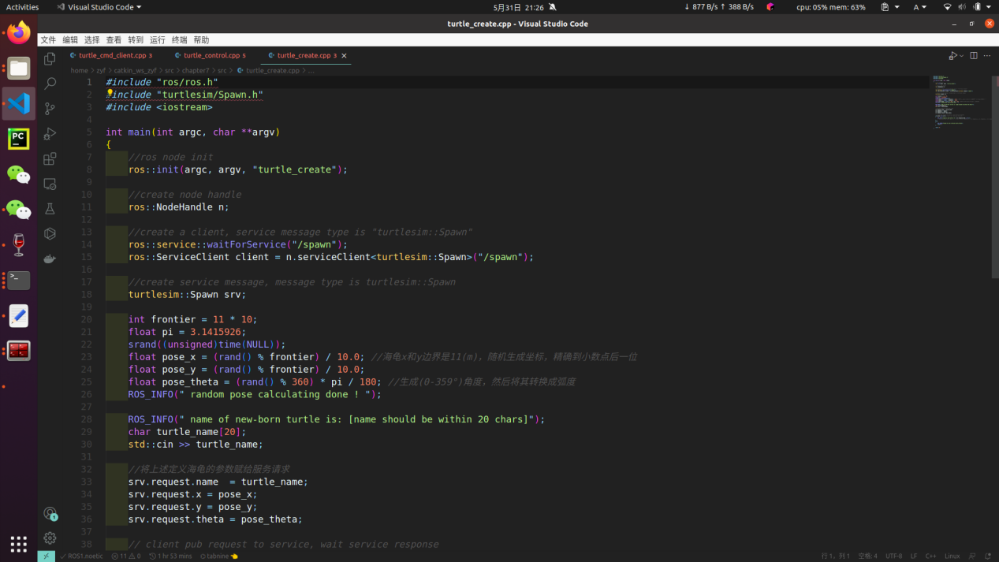 Activities
Visual Studio Code
5月31日 21:26
↓ 877 B/s ↑ 388 B/s
cpu: 05% mem: 63%
A
turtle_create.cpp - Visual Studio Code
文件 编辑 选择 查看 转到 运行 终端 帮助
turtle_cmd_client.cpp 3
turtle_control.cpp 5
turtle_create.cpp 3
home > zyf > catkin_ws_zyf > src > chapter7 > src > turtle_create.cpp > ...
1 #include "ros/ros.h"
2 #include "turtlesim/Spawn.h"
3 #include <iostream>
4
5 int main(int argc, char **argv)
6 {
7 //ros node init
8 ros::init(argc, argv, "turtle_create");
9
10 //create node handle
11 ros::NodeHandle n;
12
13 //create a client, service message type is "turtlesim::Spawn"
14 ros::service::waitForService("/spawn");
15 ros::ServiceClient client = n.serviceClient<turtlesim::Spawn>("/spawn");
16
17 //create service message, message type is turtlesim::Spawn
18 turtlesim::Spawn srv;
19
20 int frontier = 11 * 10;
21 float pi = 3.1415926;
22 srand((unsigned)time(NULL));
23 float pose_x = (rand() % frontier) / 10.0; //海龟x和y边界是11(m)，随机生成坐标，精确到小数点后一位
24 float pose_y = (rand() % frontier) / 10.0;
25 float pose_theta = (rand() % 360) * pi / 180; //生成(0-359°)角度，然后将其转换成弧度
26 ROS_INFO(" random pose calculating done ! ");
27
28 ROS_INFO(" name of new-born turtle is: [name should be within 20 chars]");
29 char turtle_name[20];
30 std::cin >> turtle_name;
31
32 //将上述定义海龟的参数赋给服务请求
33 srv.request.name  = turtle_name;
34 srv.request.x = pose_x;
35 srv.request.y = pose_y;
36 srv.request.theta = pose_theta;
37
38 // client pub request to service, wait service response
ROS1.noetic
11 0
1 hr 53 mins
tabnine
行 1，列 1
空格: 4
UTF-8
LF
C++
Linux